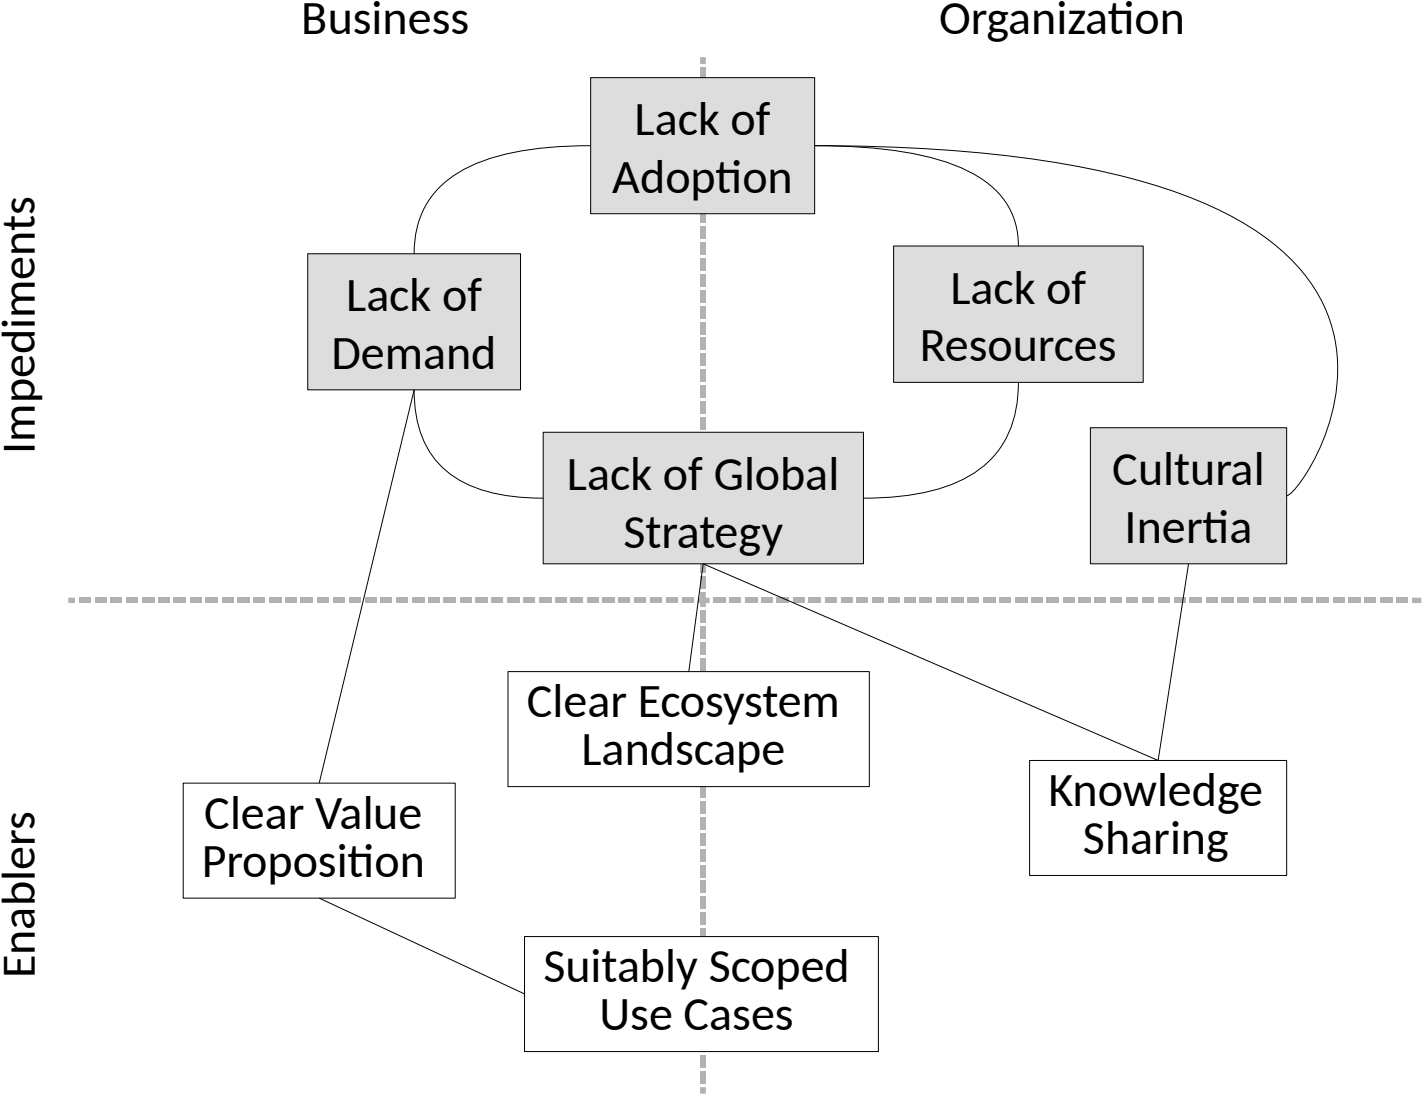 Business
Organization
Impediments
Lack of
Adoption
Lack of
Demand
Lack of
Resources
Lack of Global
Strategy
Cultural
Inertia
Enablers
Clear Ecosystem
Landscape
Clear Value
Proposition
Knowledge
Sharing
Suitably Scoped
Use Cases